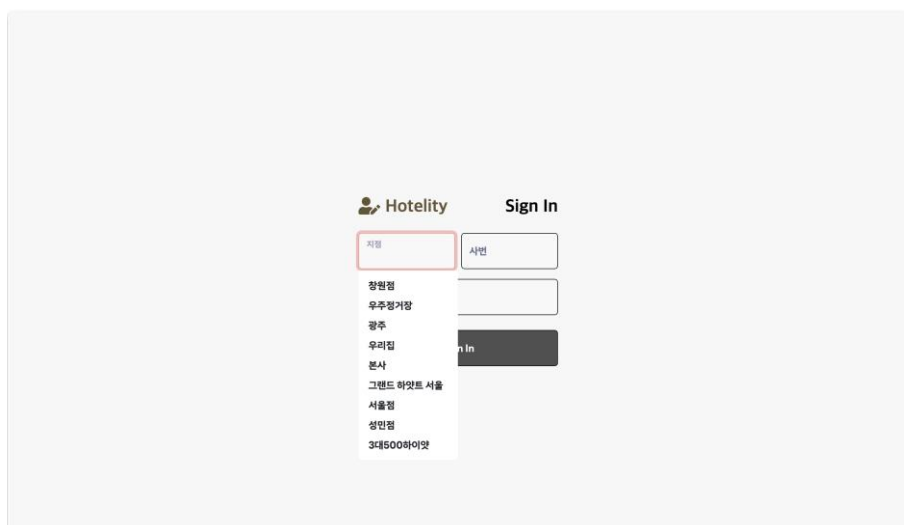 Hotelity
Sign In
지점
사번
창원점
우주정거장
광주
우리집
본사
그랜드 하얏트 서울
서울점
성민점
3대500하이얏
n In